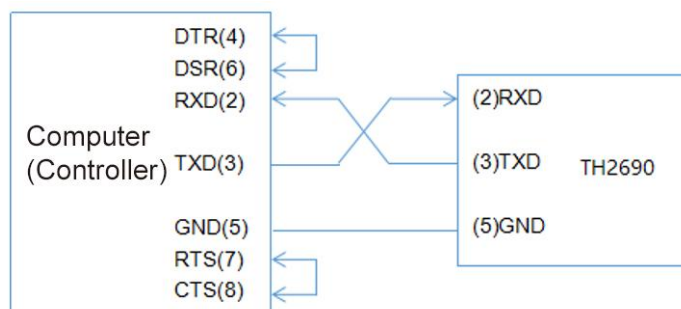 DTR(4)
DSR(6)
RXD(2)
(2)RXD
Computer
(Controller)
TXD(3)
(3)TXD
TH2690
GND(5)
(5)GND
RTS(7)
CTS(8)